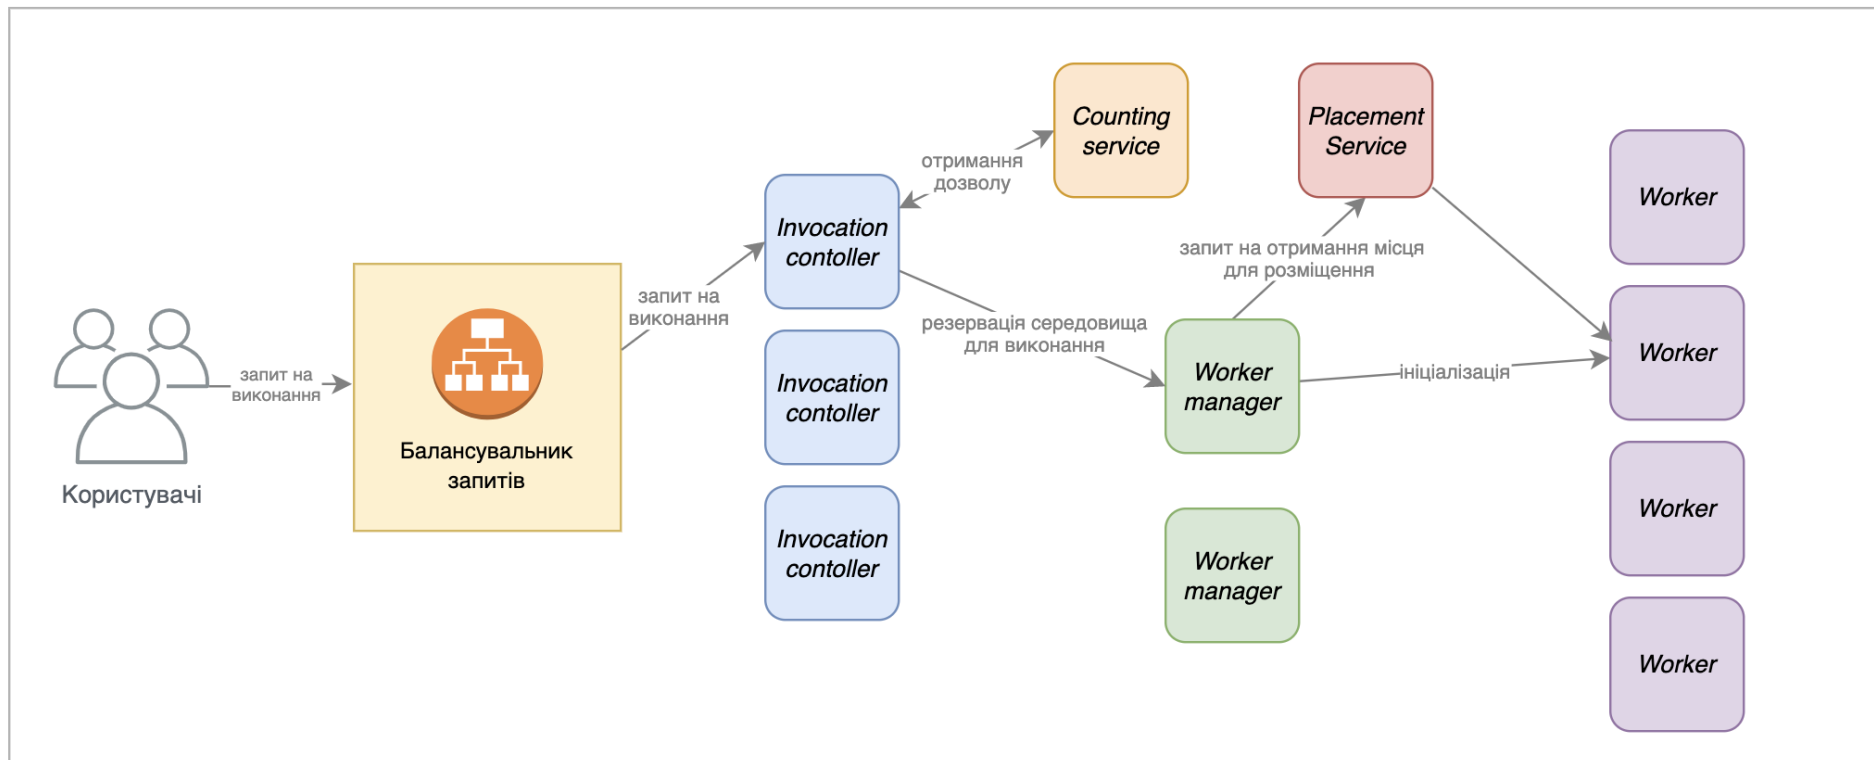 Користувачі
запит на
виконання
Балансувальник
запитів
запит на
виконання
Invocation
contoller
Invocation
contoller
Invocation
contoller
отримання
дозволу
Counting
service
резервація середовища
для виконання
Worker
manager
Worker
manager
запит на отримання місця
для розміщення
Placement
Service
ініціалізація
Worker
Worker
Worker
Worker